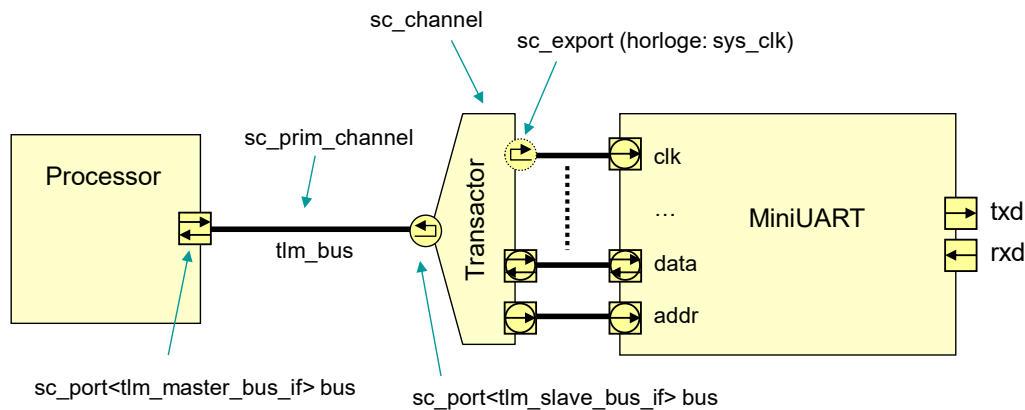 sc_channel
sc_export (horloge: sys_clk)
sc_prim_channel
Processor
tlm_bus
Transactor
clk
...
data
addr
MiniUART
txd
rxd
sc_port<tlm_master_bus_if> bus
sc_port<tlm_slave_bus_if> bus